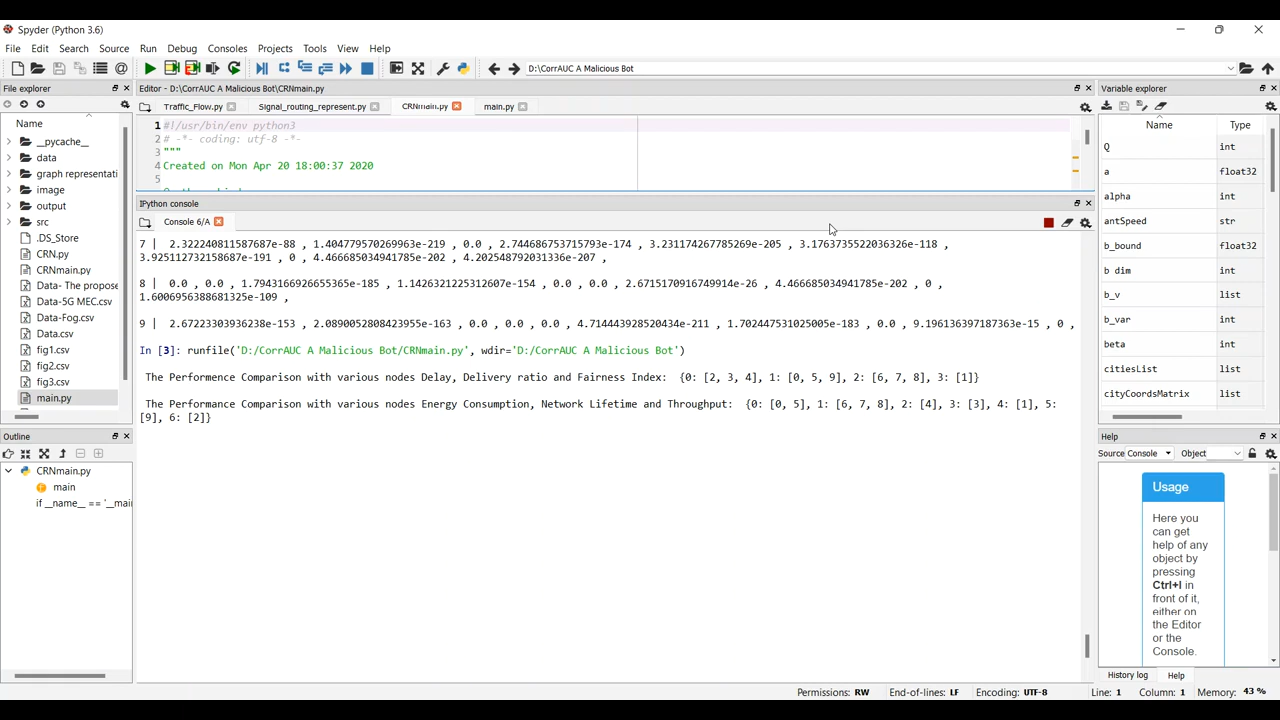 Spyder (Python 3.6)
File Edit Search Source Run Debug Consoles Projects Tools View Help
D:\CorrAUC A Malicious Bot
File explorer
Name
__pycache__
data
graph representati
image
output
src
.DS_Store
CRN.py
CRNmain.py
Data- The propose
Data-5G MEC.csv
Data-Fog.csv
Data.csv
fig1.csv
fig2.csv
fig3.csv
main.py
Outline
CRNmain.py
main
if __name__ == '__mai
Editor - D:\CorrAUC A Malicious Bot\CRNmain.py
Traffic_Flow.py Signal_routing_represent.py CRNmain.py main.py
1 #!/usr/bin/env python3
2 # -*- coding: utf-8 -*-
3 """
4 Created on Mon Apr 20 18:00:37 2020
5
IPython console
Console 6/A
7 | 2.322240811587687e-88 , 1.404779570269963e-219 , 0.0 , 2.744686753715793e-174 , 3.231174267785269e-205 , 3.1763735522036326e-118 ,
3.925112732158687e-191 , 0 , 4.466685034941785e-202 , 4.202548792031336e-207 ,
8 | 0.0 , 0.0 , 1.7943166926655365e-185 , 1.1426321225312607e-154 , 0.0 , 0.0 , 2.6715170916749914e-26 , 4.466685034941785e-202 , 0 ,
1.6006956388681325e-109 ,
9 | 2.67223303936238e-153 , 2.0890052808423955e-163 , 0.0 , 0.0 , 0.0 , 4.714443928520434e-211 , 1.702447531025005e-183 , 0.0 , 9.196136397187363e-15 , 0 ,
In [3]: runfile('D:/CorrAUC A Malicious Bot/CRNmain.py', wdir='D:/CorrAUC A Malicious Bot')
The Performence Comparison with various nodes Delay, Delivery ratio and Fairness Index: {0: [2, 3, 4], 1: [0, 5, 9], 2: [6, 7, 8], 3: [1]}
The Performance Comparison with various nodes Energy Consumption, Network Lifetime and Throughput: {0: [0, 5], 1: [6, 7, 8], 2: [4], 3: [3], 4: [1], 5:
[9], 6: [2]}
Variable explorer
Name Type
Q int
a float32
alpha int
antSpeed str
b_bound float32
b dim int
b_v list
b_var int
beta int
citiesList list
cityCoordsMatrix list
Help
Source Console Object
Usage
Here you
can get
help of any
object by
pressing
Ctrl+I in
front of it,
either on
the Editor
or the
Console.
History log Help
Permissions: RW End-of-lines: LF Encoding: UTF-8 Line: 1 Column: 1 Memory: 43 %